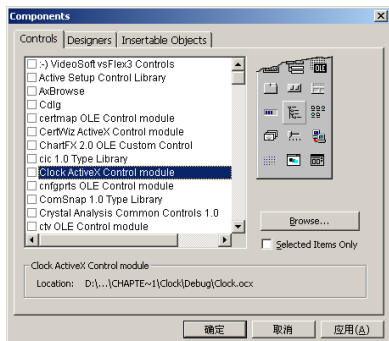 Components
Controls Designers Insertable Objects
:-) VideoSoft vsFlex3 Controls
Active Setup Control Library
AxBrowse
Cdlg
certmap OLE Control module
CertWiz ActiveX Control module
ChartFX 2.0 OLE Custom Control
cic 1.0 Type Library
Clock ActiveX Control module
cnfgprts OLE Control module
ComSnap 1.0 Type Library
Crystal Analysis Common Controls 1.0
ctv OLE Control module
Browse...
Selected Items Only
Clock ActiveX Control module
Location: D:\...\CHAPTE~1\Clock\Debug\Clock.ocx
确定 取消 应用(A)